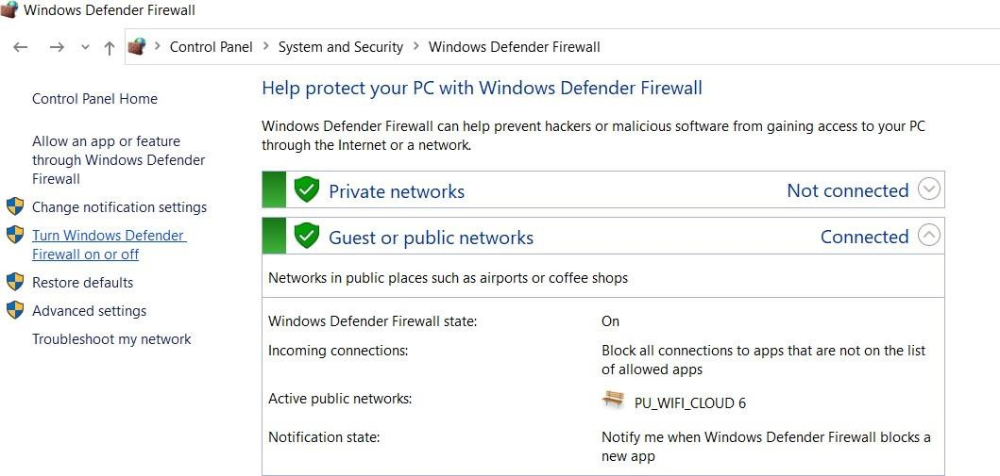 Windows Defender Firewall
Control Panel > System and Security > Windows Defender Firewall
Control Panel Home
Allow an app or feature
through Windows Defender
Firewall
Change notification settings
Turn Windows Defender
Firewall on or off
Restore defaults
Advanced settings
Troubleshoot my network
Help protect your PC with Windows Defender Firewall
Windows Defender Firewall can help prevent hackers or malicious software from gaining access to your PC
through the Internet or a network.
Private networks Not connected
Guest or public networks Connected
Networks in public places such as airports or coffee shops
Windows Defender Firewall state: On
Incoming connections: Block all connections to apps that are not on the list
of allowed apps
Active public networks: PU_WIFI_CLOUD 6
Notification state: Notify me when Windows Defender Firewall blocks a
new app